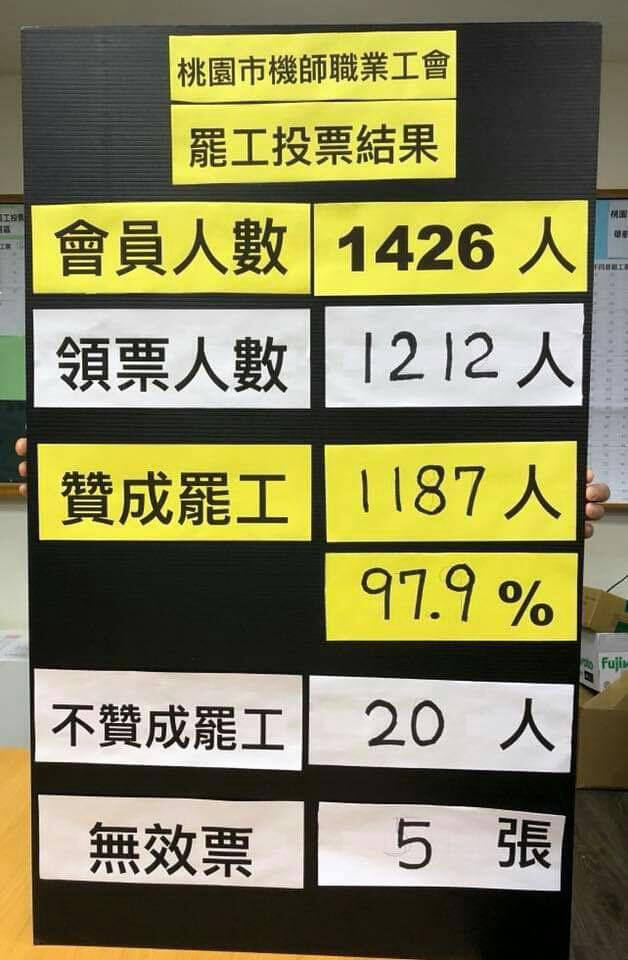 桃園市機師職業工會
罷工投票結果
會員人數 1426 人
領票人數 1212 人
贊成罷工 1187 人
97.9 %
不贊成罷工 20 人
無效票 5 張
Fuji